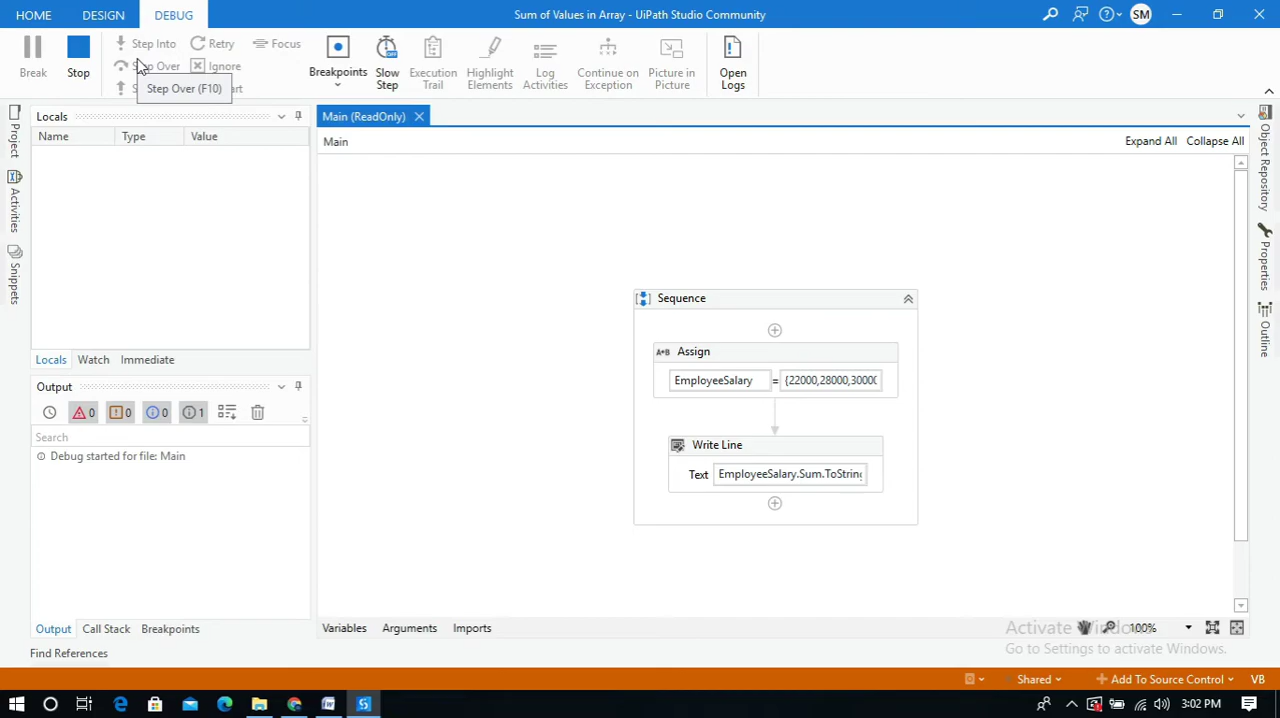 HOME DESIGN DEBUG Sum of Values in Array - UiPath Studio Community SM
Break Stop Step Into Retry Focus Breakpoints Slow Step Execution Trail Highlight Elements Log Activities Continue on Exception Picture in Picture Open Logs
Step Over Ignore
Step Over (F10)
Locals Main (ReadOnly)
Name Type Value Main Expand All Collapse All
Project
Activities
Snippets
Object Repository
Properties
Outline
Sequence
Assign
EmployeeSalary = {22000,28000,30000
Write Line
Text EmployeeSalary.Sum.ToString
Locals Watch Immediate
Output
0 0 0 1
Search
Debug started for file: Main
Output Call Stack Breakpoints Variables Arguments Imports 100%
Activate Windows
Go to Settings to activate Windows.
Find References
Shared Add To Source Control VB
3:02 PM